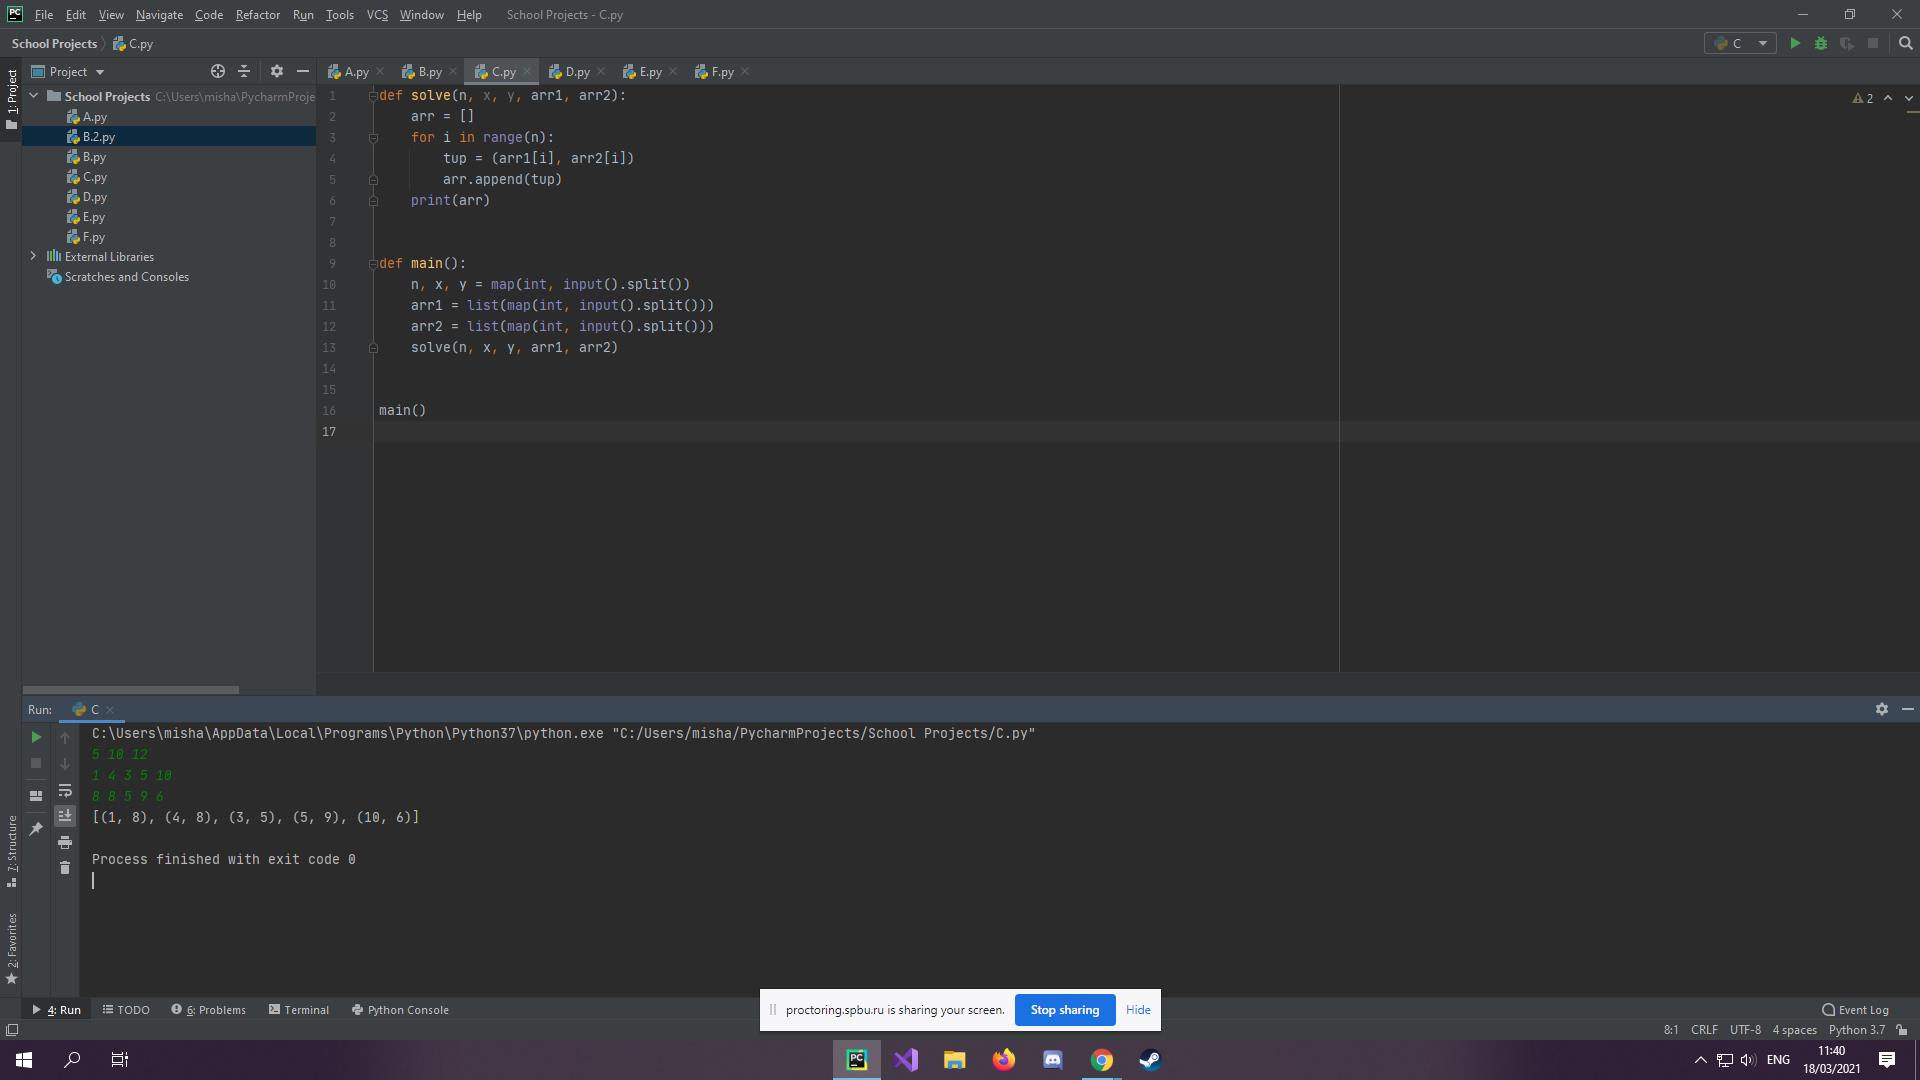 PC File Edit View Navigate Code Refactor Run Tools VCS Window Help School Projects - C.py
School Projects C.py
C
Project
A.py B.py C.py D.py E.py F.py
1: Project
School Projects C:\Users\misha\PycharmProje
A.py
B.2.py
B.py
C.py
D.py
E.py
F.py
External Libraries
Scratches and Consoles
2
1 def solve(n, x, y, arr1, arr2):
2     arr = []
3     for i in range(n):
4         tup = (arr1[i], arr2[i])
5         arr.append(tup)
6     print(arr)
7
8
9 def main():
10     n, x, y = map(int, input().split())
11     arr1 = list(map(int, input().split()))
12     arr2 = list(map(int, input().split()))
13     solve(n, x, y, arr1, arr2)
14
15
16 main()
17
Run: C
C:\Users\misha\AppData\Local\Programs\Python\Python37\python.exe "C:/Users/misha/PycharmProjects/School Projects/C.py"
5 10 12
1 4 3 5 10
8 8 5 9 6
[(1, 8), (4, 8), (3, 5), (5, 9), (10, 6)]
Process finished with exit code 0
7: Structure
2: Favorites
4: Run TODO 6: Problems Terminal Python Console
Event Log
proctoring.spbu.ru is sharing your screen. Stop sharing Hide
8:1 CRLF UTF-8 4 spaces Python 3.7
PC
ENG
11:40
18/03/2021